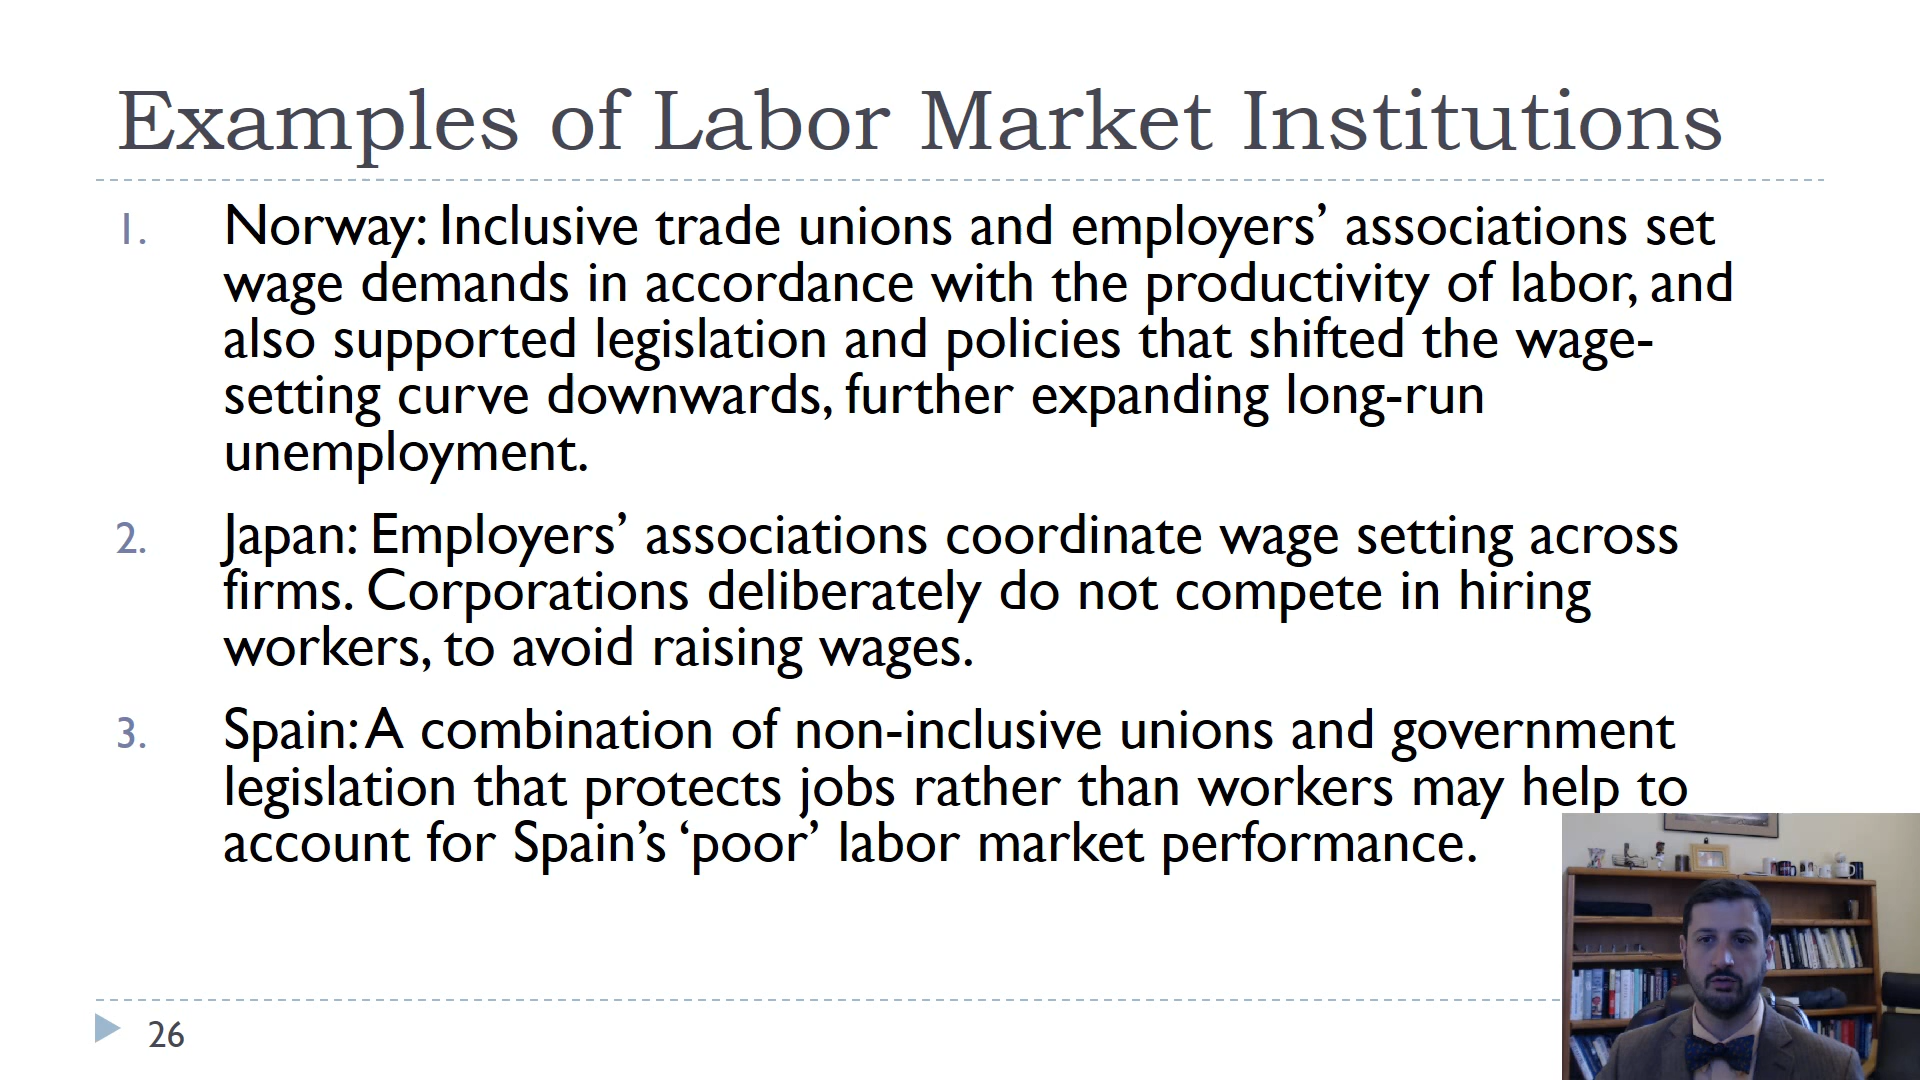 Examples of Labor Market Institutions
1. Norway: Inclusive trade unions and employers’ associations set
wage demands in accordance with the productivity of labor, and
also supported legislation and policies that shifted the wage-
setting curve downwards, further expanding long-run
unemployment.
2. Japan: Employers’ associations coordinate wage setting across
firms. Corporations deliberately do not compete in hiring
workers, to avoid raising wages.
3. Spain: A combination of non-inclusive unions and government
legislation that protects jobs rather than workers may help to
account for Spain’s ‘poor’ labor market performance.
26